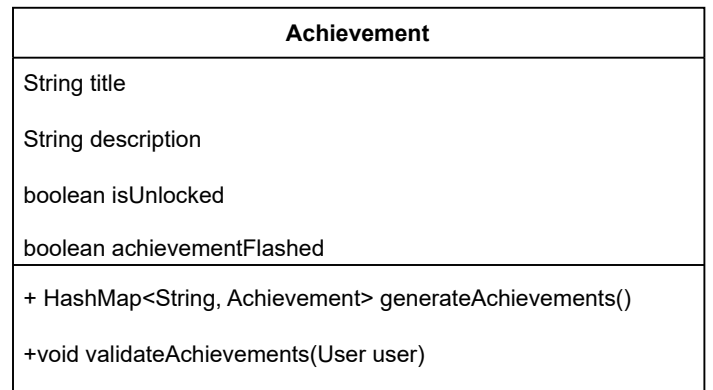 Achievement
String title
String description
boolean isUnlocked
boolean achievementFlashed
+ HashMap<String, Achievement> generateAchievements()
+void validateAchievements(User user)